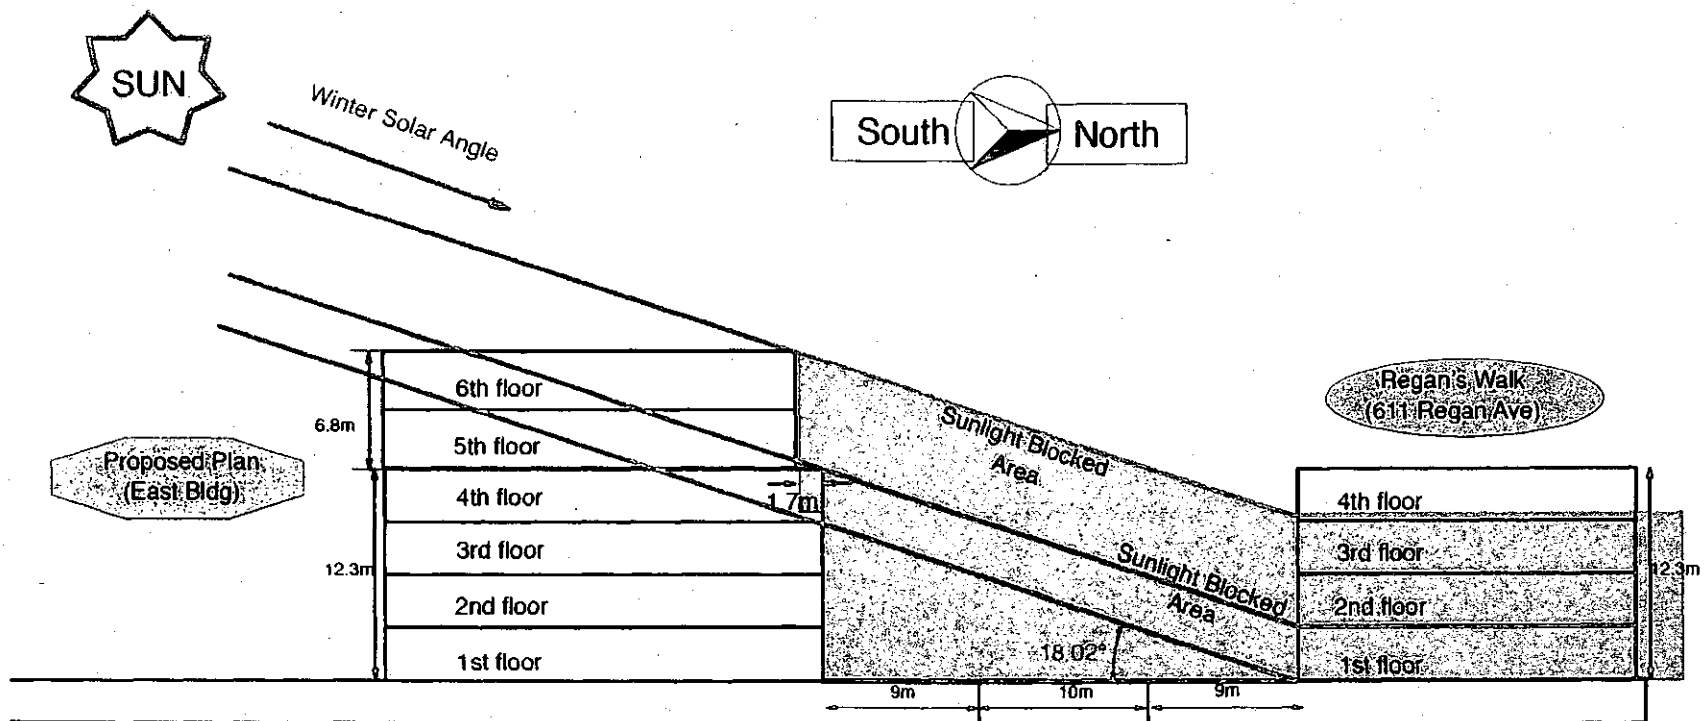 SUN
Winter Solar Angle
South
North
6th floor
5th floor
6.8m
Proposed Plan
(East Bldg)
4th floor
1.7m
3rd floor
12.3m
2nd floor
1st floor
Sunlight Blocked
Area
Sunlight Blocked
Area
18.02°
9m
10m
9m
Regan's Walk
(611 Regan Ave)
4th floor
3rd floor
12.3m
2nd floor
1st floor